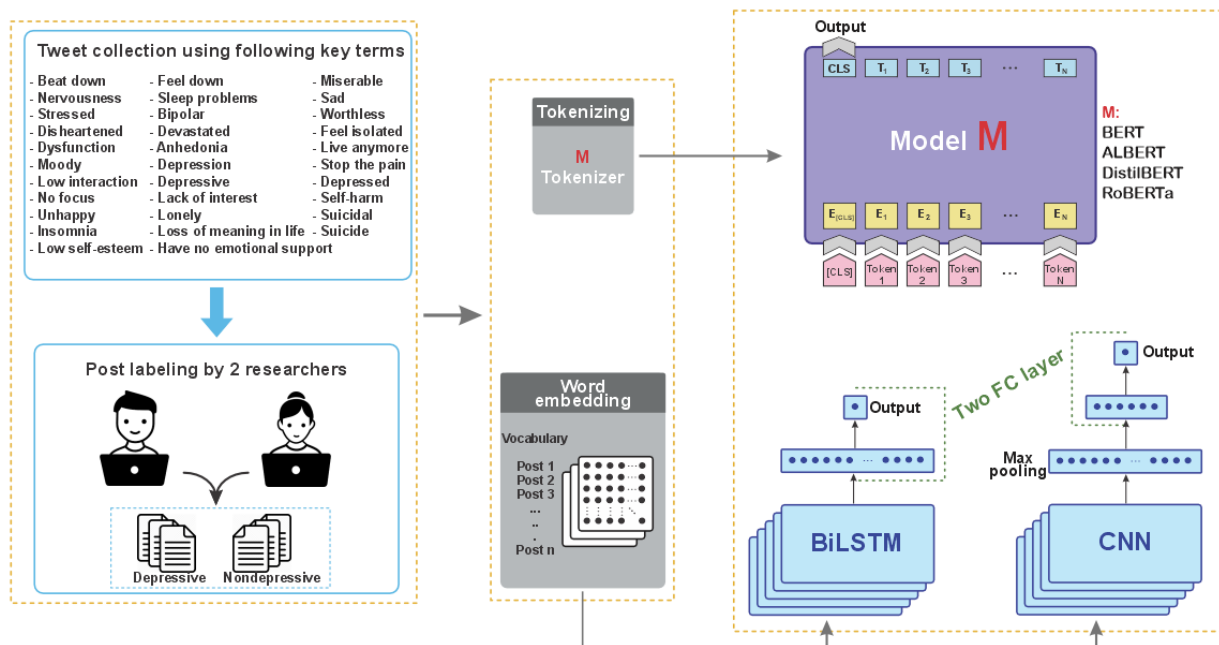 Tweet collection using following key terms
- Beat down
- Nervousness
- Stressed
- Disheartened
- Dysfunction
- Moody
- Low interaction
- No focus
- Unhappy
- Insomnia
- Low self-esteem
- Feel down
- Sleep problems
- Bipolar
- Devastated
- Anhedonia
- Depression
- Depressive
- Lack of interest
- Lonely
- Loss of meaning in life
- Have no emotional support
- Miserable
- Sad
- Worthless
- Feel isolated
- Live anymore
- Stop the pain
- Depressed
- Self-harm
- Suicidal
- Suicide
Post labeling by 2 researchers
Depressive
Nondepressive
Tokenizing
M
Tokenizer
Word
embedding
Vocabulary
Post 1
Post 2
Post 3
...
..
.
Post n
Output
CLS T1 T2 T3 ... TN
Model M
E[CLS] E1 E2 E3 ... EN
[CLS] Token 1 Token 2 Token 3 ... Token N
M:
BERT
ALBERT
DistilBERT
RoBERTa
Output
Two FC layer
Output
Max
pooling
BiLSTM
CNN